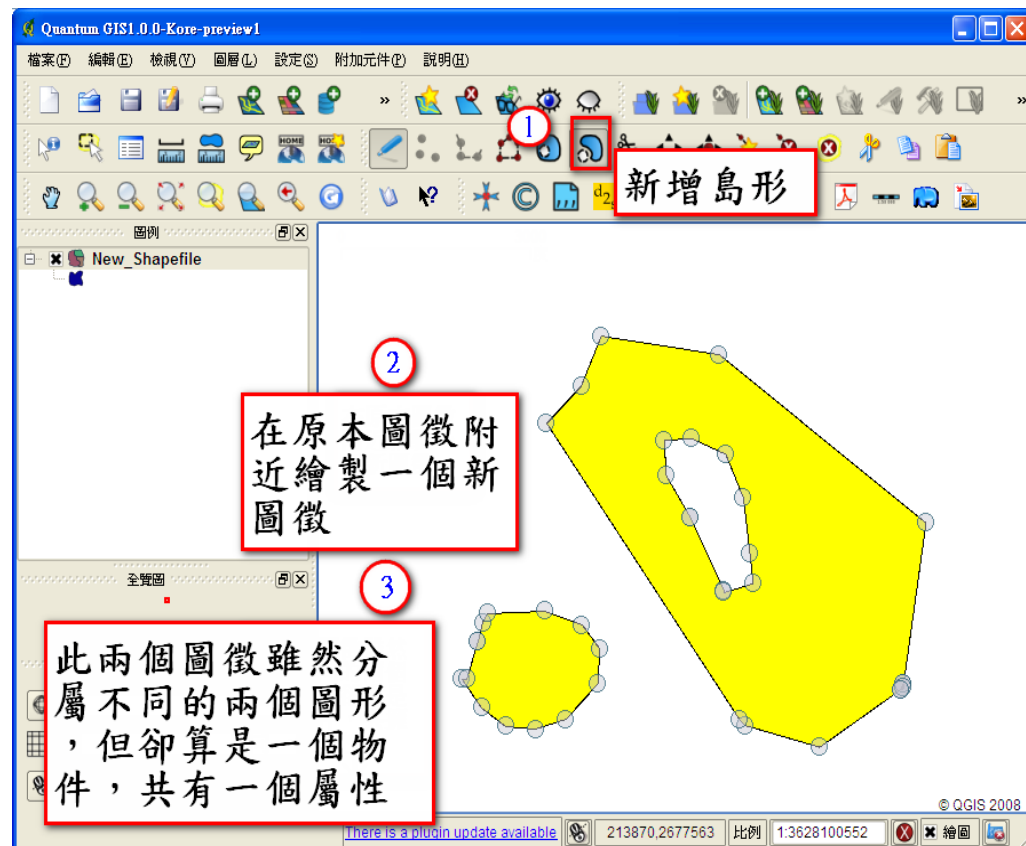 Quantum GIS1.0.0-Kore-preview1
檔案(F) 編輯(E) 檢視(V) 圖層(L) 設定(S) 附加元件(P) 說明(H)
»
»
1
HOME
新增島形
圖例
New_Shapefile
2
在原本圖徵附
近繪製一個新
圖徵
全覽圖
3
此兩個圖徵雖然分
屬不同的兩個圖形
，但卻算是一個物
件，共有一個屬性
© QGIS 2008
There is a plugin update available
213870,2677563
比例
1:3628100552
繪圖